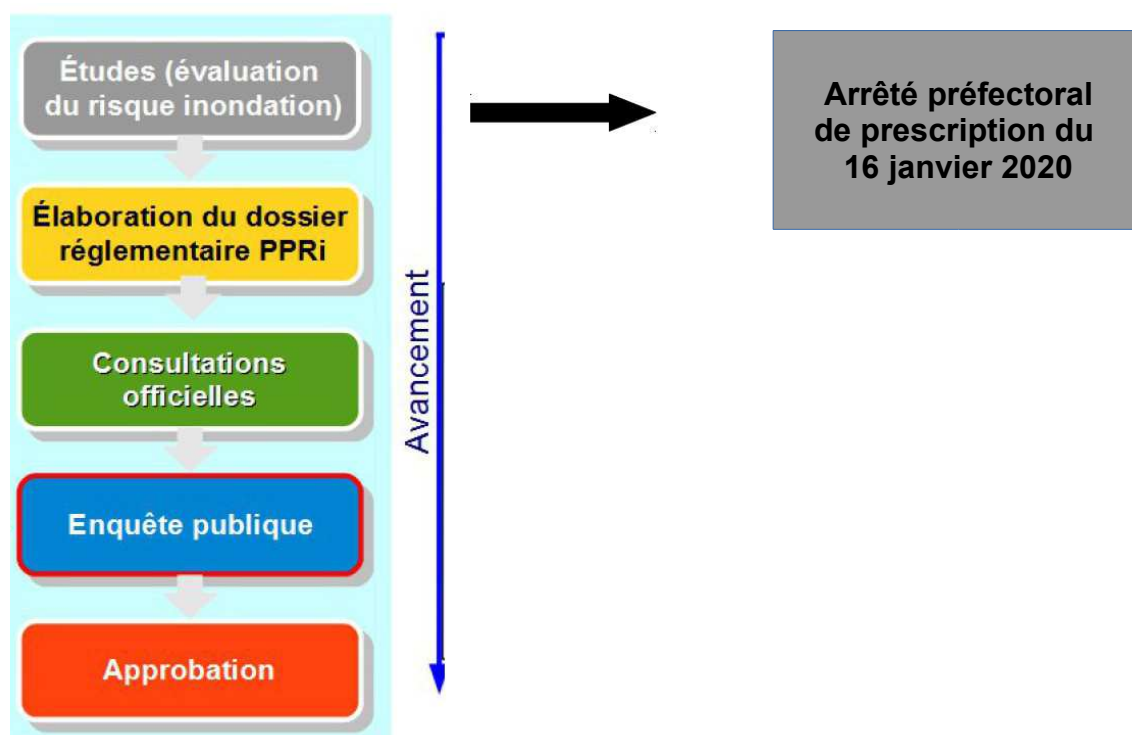 Études (évaluation
du risque inondation)
Élaboration du dossier
réglementaire PPRi
Consultations
officielles
Enquête publique
Approbation
Avancement
Arrêté préfectoral
de prescription du
16 janvier 2020